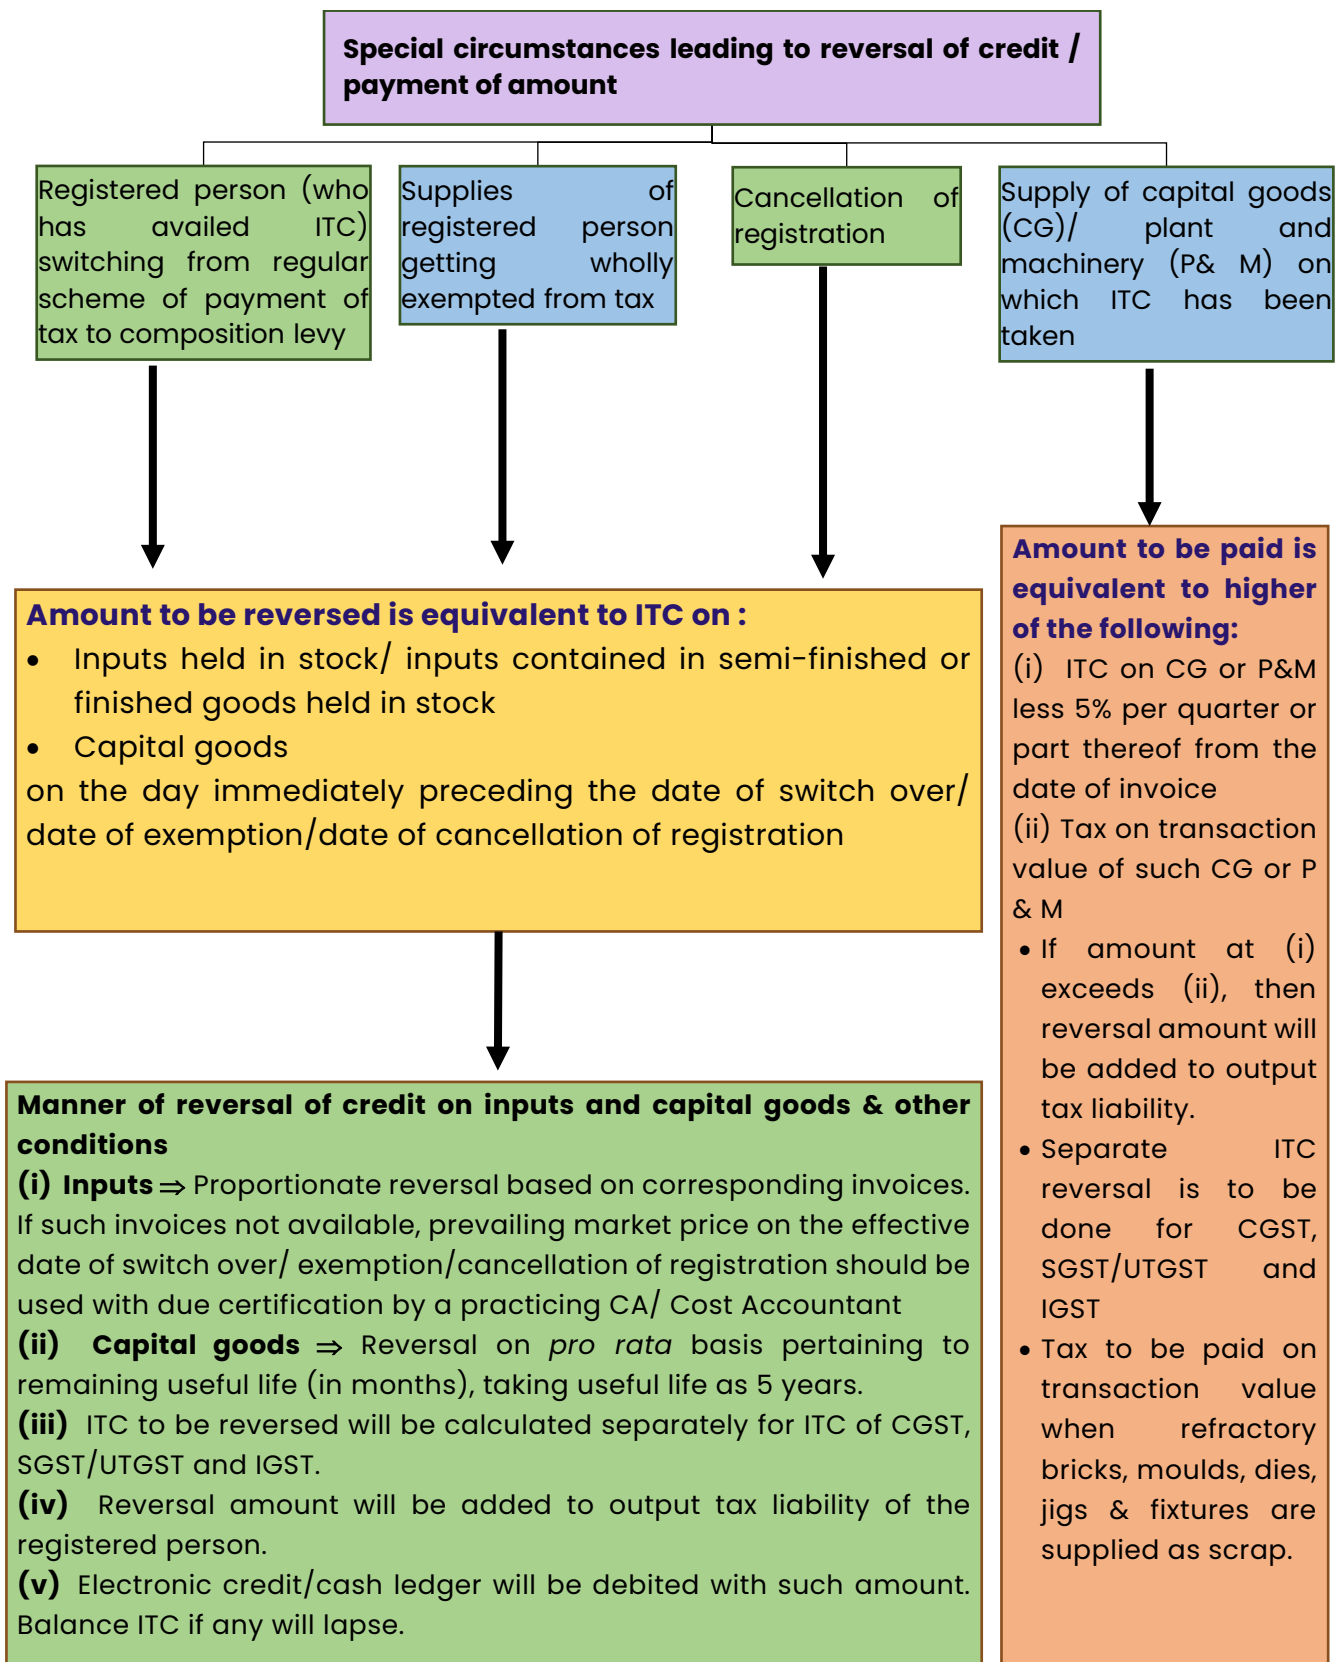 Special circumstances leading to reversal of credit /
payment of amount
Registered person (who
has availed ITC)
switching from regular
scheme of payment of
tax to composition levy
Supplies of
registered person
getting wholly
exempted from tax
Cancellation of
registration
Supply of capital goods
(CG)/ plant and
machinery (P& M) on
which ITC has been
taken
Amount to be reversed is equivalent to ITC on :
• Inputs held in stock/ inputs contained in semi-finished or
finished goods held in stock
• Capital goods
on the day immediately preceding the date of switch over/
date of exemption/date of cancellation of registration
Manner of reversal of credit on inputs and capital goods & other
conditions
(i) Inputs ⇒ Proportionate reversal based on corresponding invoices.
If such invoices not available, prevailing market price on the effective
date of switch over/ exemption/cancellation of registration should be
used with due certification by a practicing CA/ Cost Accountant
(ii) Capital goods ⇒ Reversal on pro rata basis pertaining to
remaining useful life (in months), taking useful life as 5 years.
(iii) ITC to be reversed will be calculated separately for ITC of CGST,
SGST/UTGST and IGST.
(iv) Reversal amount will be added to output tax liability of the
registered person.
(v) Electronic credit/cash ledger will be debited with such amount.
Balance ITC if any will lapse.
Amount to be paid is
equivalent to higher
of the following:
(i) ITC on CG or P&M
less 5% per quarter or
part thereof from the
date of invoice
(ii) Tax on transaction
value of such CG or P
& M
• If amount at (i)
exceeds (ii), then
reversal amount will
be added to output
tax liability.
• Separate ITC
reversal is to be
done for CGST,
SGST/UTGST and
IGST
• Tax to be paid on
transaction value
when refractory
bricks, moulds, dies,
jigs & fixtures are
supplied as scrap.